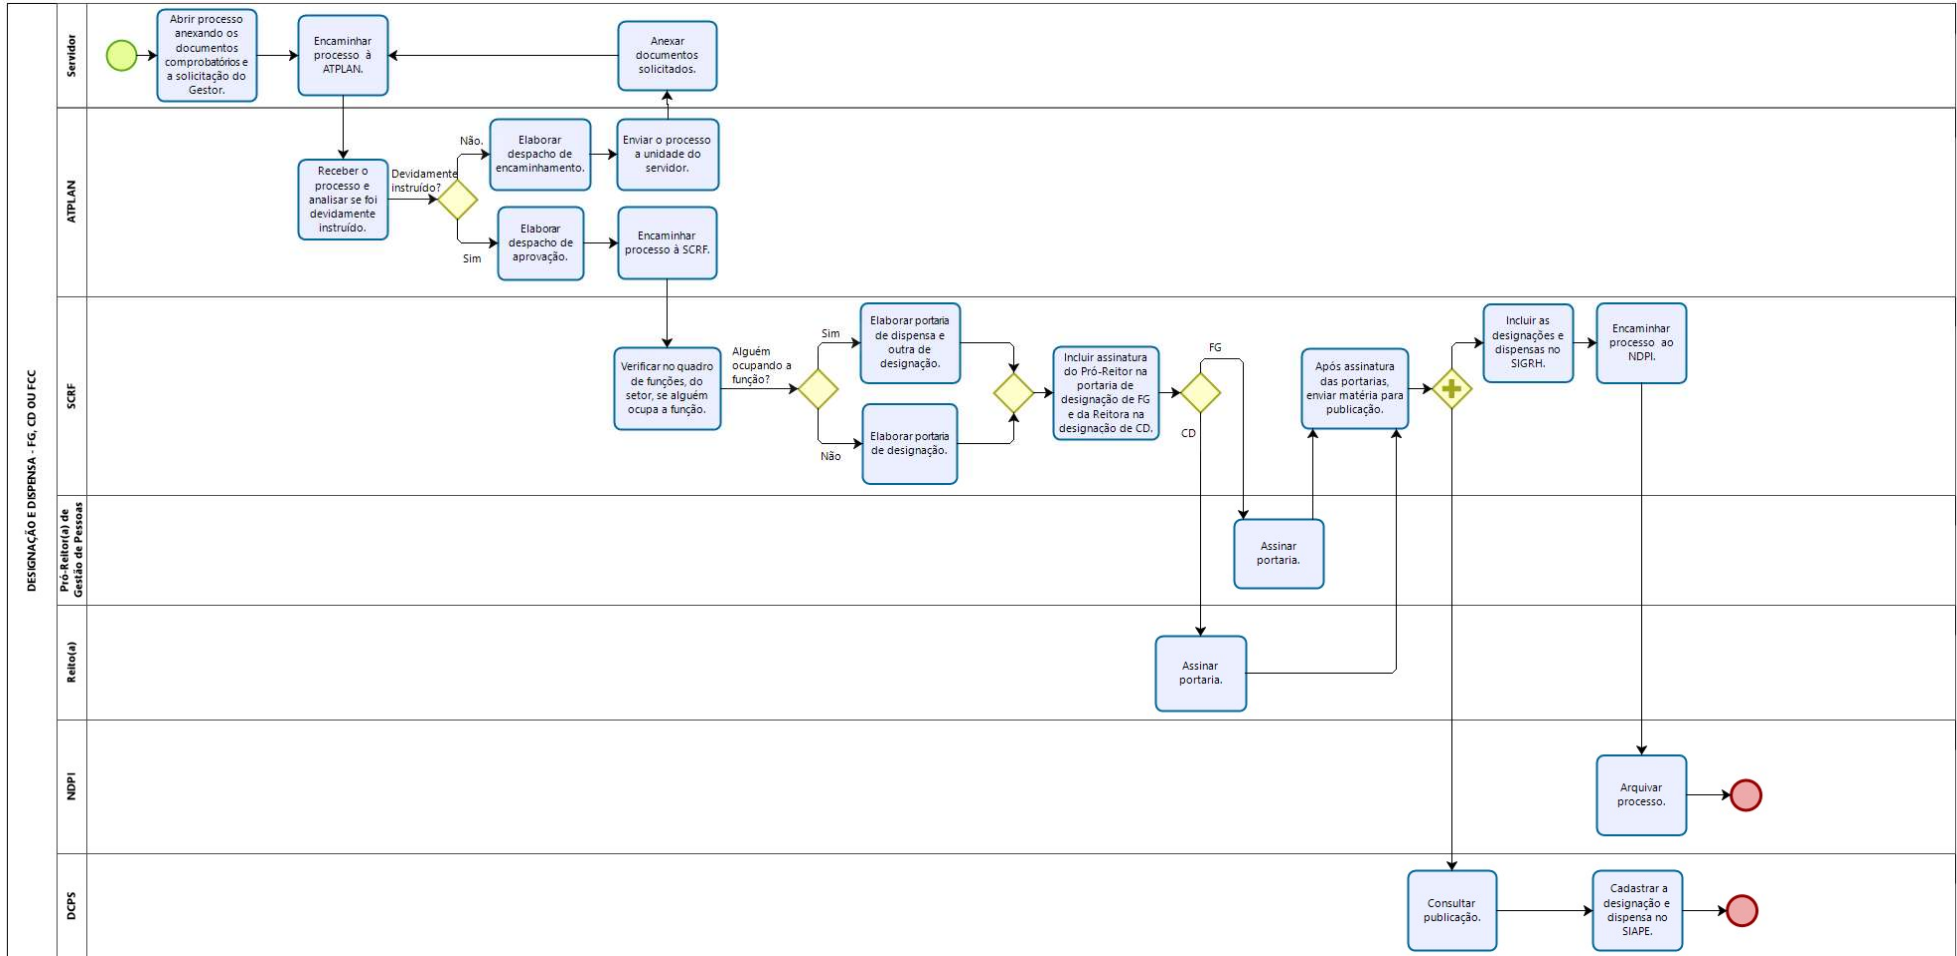 DESIGNAÇÃO E DISPENSA - FG, CD OU FCC
Servidor
Abrir processo
anexando os
documentos
comprobatórios e
a solicitação do
Gestor.
Encaminhar
processo à
ATPLAN.
Anexar
documentos
solicitados.
ATPLAN
Receber o
processo e
analisar se foi
devidamente
instruído.
Devidamente
instruído?
Não.
Elaborar
despacho de
encaminhamento.
Enviar o processo
a unidade do
servidor.
Sim
Elaborar
despacho de
aprovação.
Encaminhar
processo à SCRF.
SCRF
Verificar no quadro
de funções, do
setor, se alguém
ocupa a função.
Alguém
ocupando a
função?
Sim
Elaborar portaria
de dispensa e
outra de
designação.
Não
Elaborar portaria
de designação.
Incluir assinatura
do Pró-Reitor na
portaria de
designação de FG
e da Reitora na
designação de CD.
FG
CD
Após assinatura
das portarias,
enviar matéria para
publicação.
Incluir as
designações e
dispensas no
SIGRH.
Encaminhar
processo ao
NDPI.
Pró-Reitor(a) de
Gestão de Pessoas
Assinar
portaria.
Reito(a)
Assinar
portaria.
NDPI
Arquivar
processo.
DCPS
Consultar
publicação.
Cadastrar a
designação e
dispensa no
SIAPE.